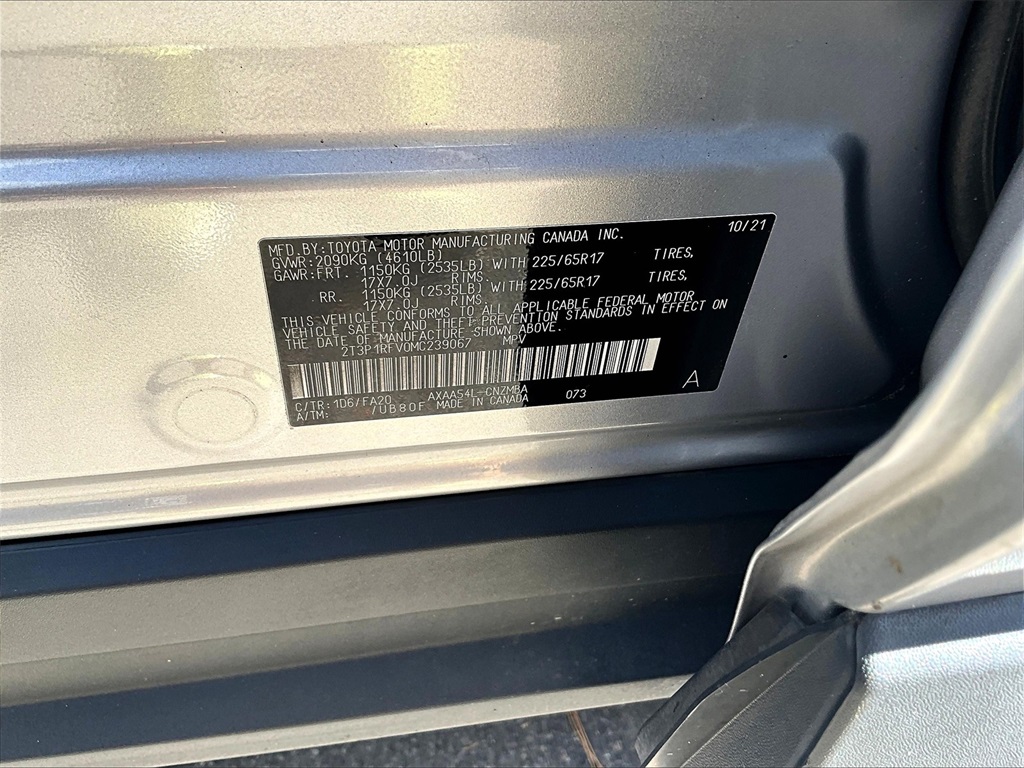 MFD.BY:TOYOTA MOTOR MANUFACTURING CANADA INC. 10/21
GVWR:2090KG (4610LB)
GAWR:FRT. 1150KG (2535LB) WITH 225/65R17 TIRES,
17X7.0J RIMS.
RR. 1150KG (2535LB) WITH 225/65R17 TIRES,
17X7.0J RIMS.
THIS VEHICLE CONFORMS TO ALL APPLICABLE FEDERAL MOTOR
VEHICLE SAFETY AND THEFT PREVENTION STANDARDS IN EFFECT ON
THE DATE OF MANUFACTURE SHOWN ABOVE.
2T3P1RFV0MC239067 MPV
A
C/TR:1D6/FA20 AXAA54L-CNZMBA 073
A/TM: /UB80F MADE IN CANADA